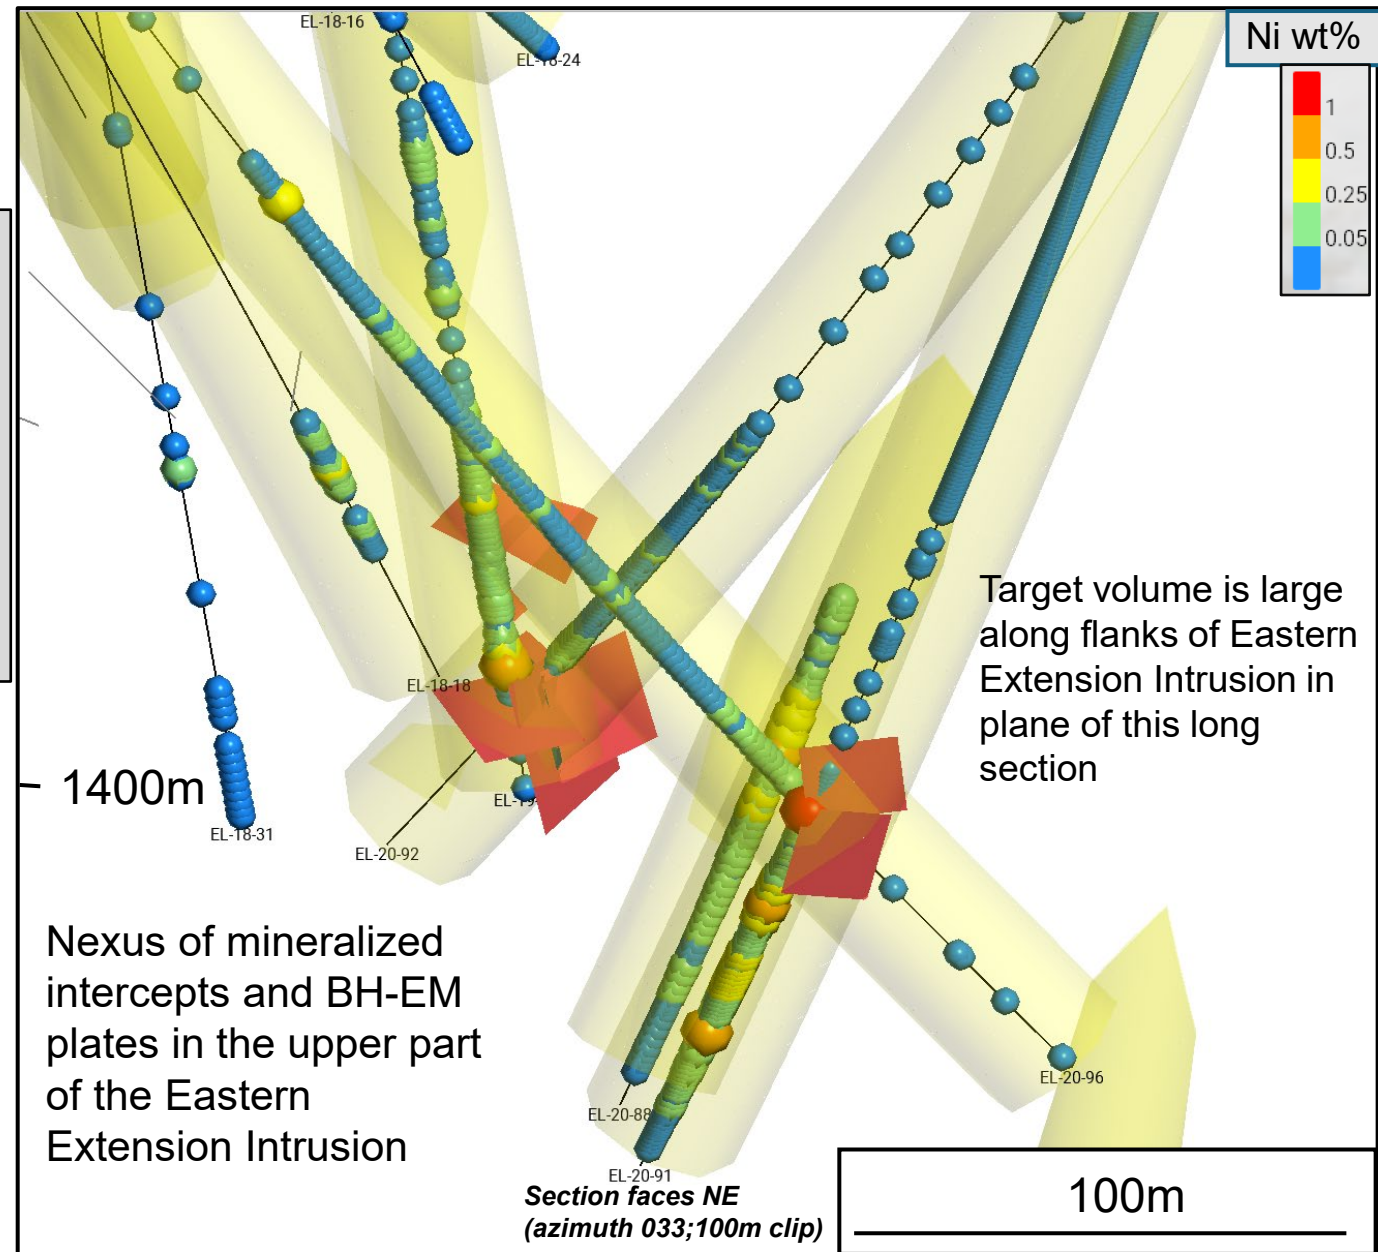 EL-18-16
EL-18-24
Ni wt%
1
0.5
0.25
0.05
Target volume is large
along flanks of Eastern
Extension Intrusion in
plane of this long
section
EL-18-18
1400m
EL-18-31
EL-20-92
Nexus of mineralized
intercepts and BH-EM
plates in the upper part
of the Eastern
Extension Intrusion
EL-20-96
EL-20-88
EL-20-91
Section faces NE
(azimuth 033;100m clip)
100m